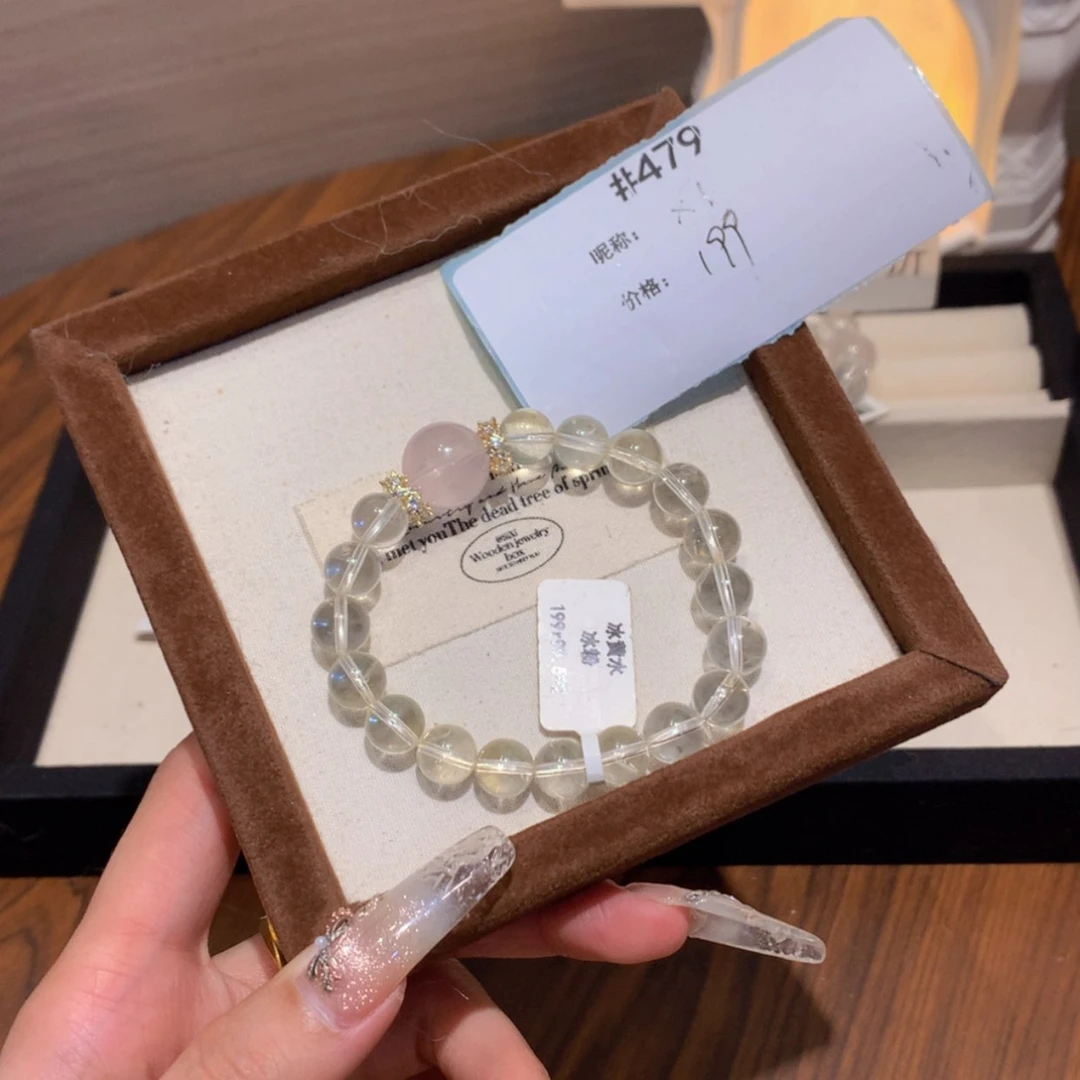 #479
昵称：
价格： 199
met youThe dead tree of sprin
Wooden jewelry
box
冰黄水
冰粉